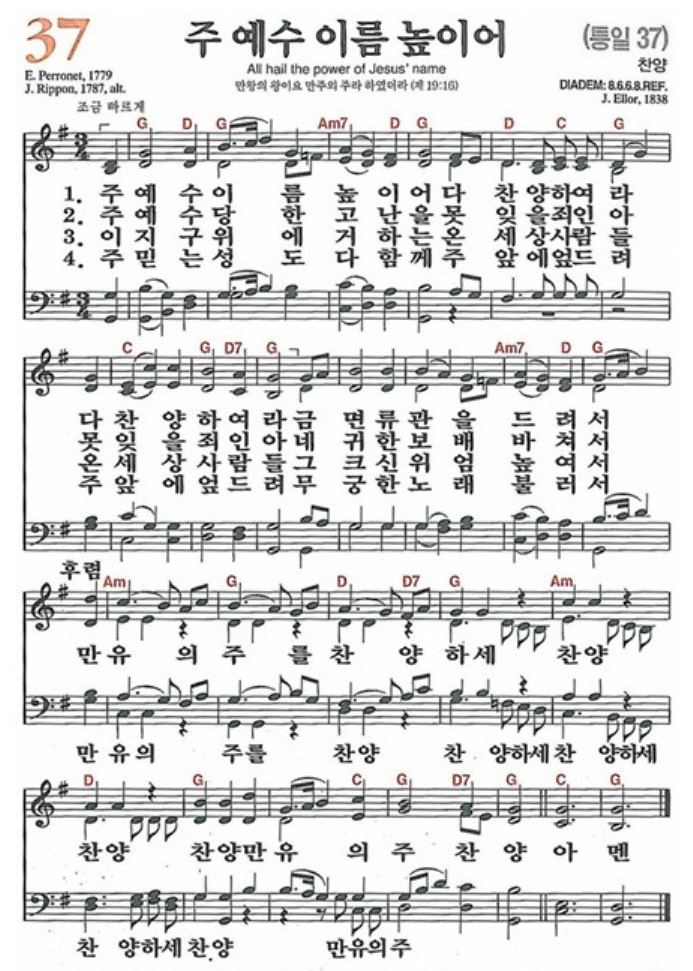 37
주 예수 이름 높이어
(통일 37)
E. Perronet, 1779
J. Rippon, 1787, alt.
All hail the power of Jesus' name
만왕의 왕이요 만주의 주라 하였더라 (계 19:16)
찬양
DIADEM: 8.6.6.8.REF.
J. Ellor, 1838
조금 빠르게
G D G Am7 D G D C G
1. 주 예 수 이 름 높 이 어 다 찬 양 하 여 라
2. 주 예 수 당 한 고 난 을 못 잊 을 죄 인 아
3. 이 지 구 위 에 거 하 는 온 세 상 사 람 들
4. 주 믿 는 성 도 다 함 께 주 앞 에 엎 드 려
C G D7 G Am7 D G
다 찬 양 하 여 라 금 면 류 관 을 드 려 서
못 잊 을 죄 인 아 네 귀 한 보 배 바 쳐 서
온 세 상 사 람 들 그 크 신 위 엄 높 여 서
주 앞 에 엎 드 려 무 궁 한 노 래 불 러 서
후렴
Am G D D7 G Am
만 유 의 주 를 찬 양 하 세 찬 양
만 유 의 주 를 찬양 찬 양하세 찬 양하세
D G C G D7 G C G
찬 양 찬 양 만 유 의 주 찬 양 아 멘
찬 양하세 찬.양 만유의 주